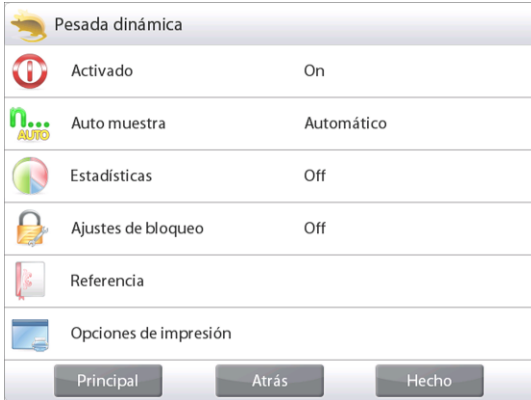 Pesada dinámica
Activado On
n...
AUTO
Auto muestra Automático
Estadísticas Off
Ajustes de bloqueo Off
Referencia
Opciones de impresión
Principal Atrás Hecho